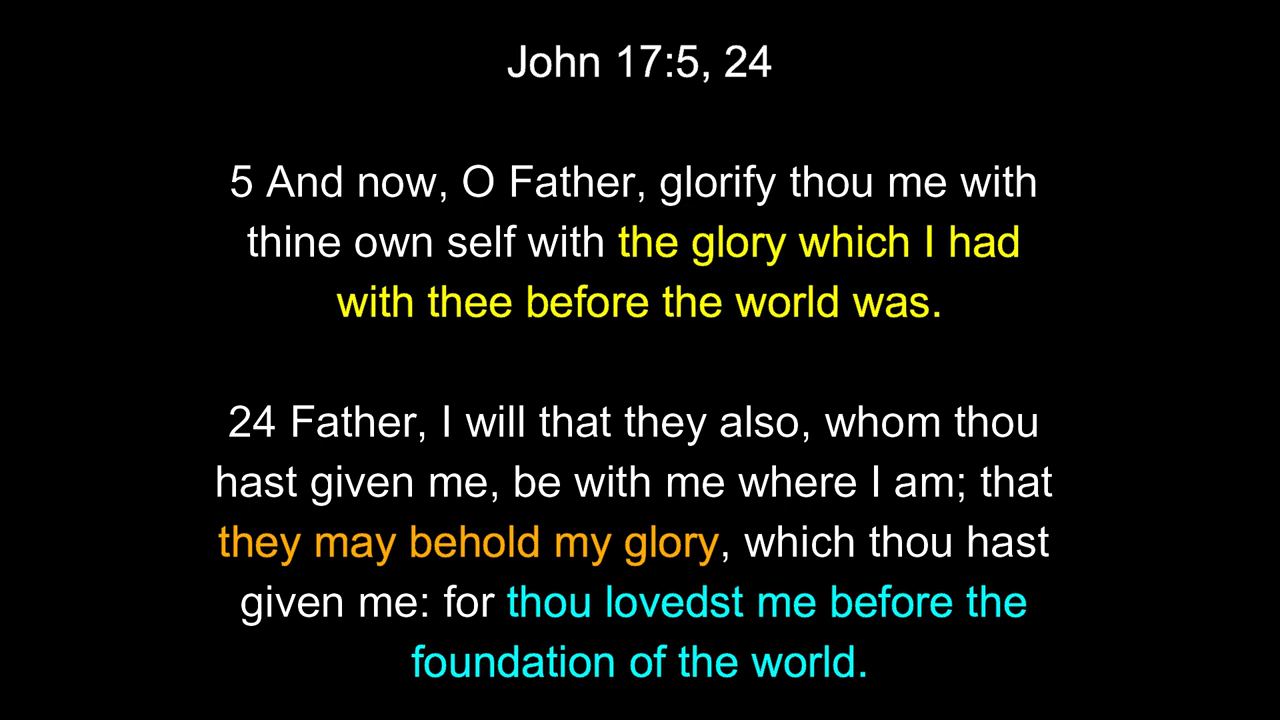 John 17:5, 24
5 And now, O Father, glorify thou me with
thine own self with the glory which I had
with thee before the world was.
24 Father, I will that they also, whom thou
hast given me, be with me where I am; that
they may behold my glory, which thou hast
given me: for thou lovedst me before the
foundation of the world.